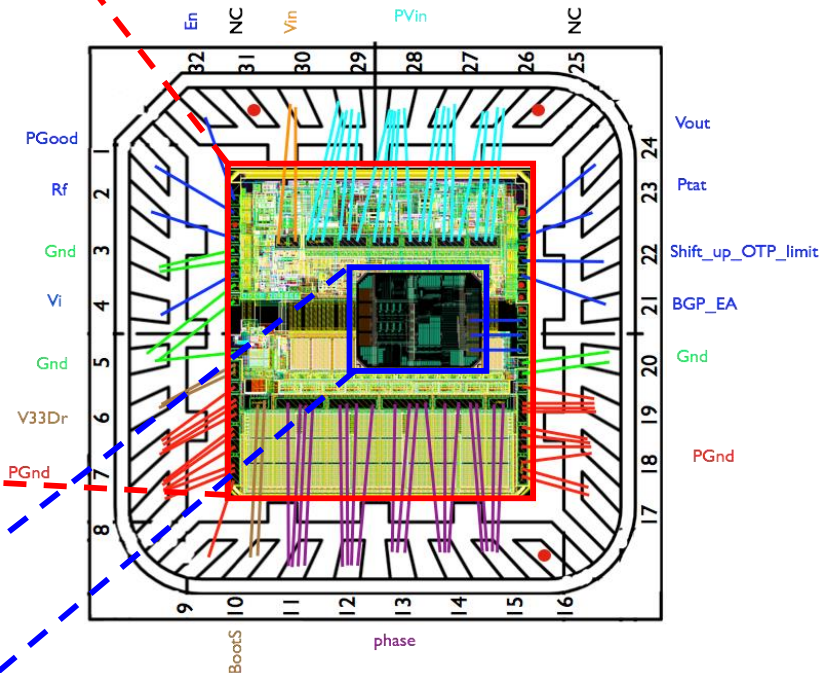 En
NC
Vin
PVin
NC
32
31
30
29
28
27
26
25
PGood
Rf
Gnd
Vi
Gnd
V33Dr
PGnd
1
2
3
4
5
6
7
8
24
23
22
21
20
19
18
17
Vout
Ptat
Shift_up_OTP_limit
BGP_EA
Gnd
PGnd
9
10
11
12
13
14
15
16
BootS
phase